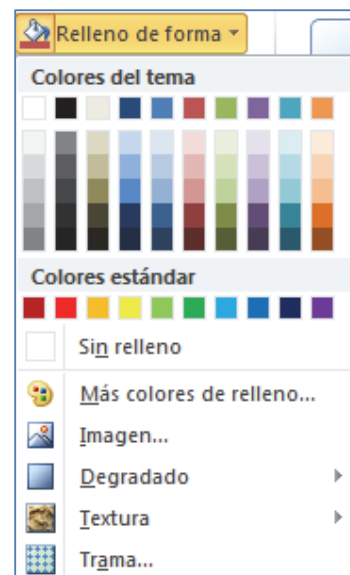 Relleno de forma
Colores del tema
Colores estándar
Sin relleno
Más colores de relleno...
Imagen...
Degradado
Textura
Trama...